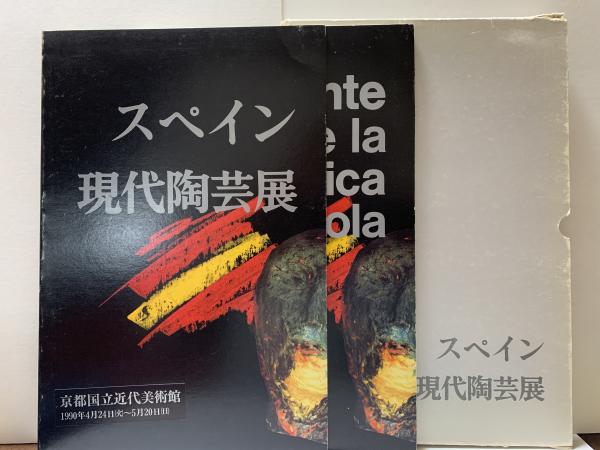 スペイン
現代陶芸展
京都国立近代美術館
1990年4月24日(火)〜5月20日(日)
nte
e la
ica
ola
スペイン
現代陶芸展